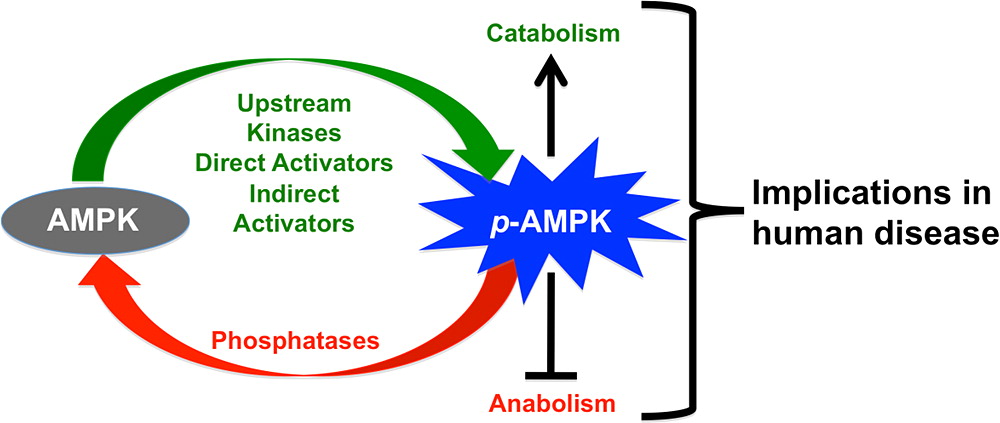 Catabolism
Upstream
Kinases
Direct Activators
Indirect
Activators
AMPK
p-AMPK
Implications in
human disease
Phosphatases
Anabolism